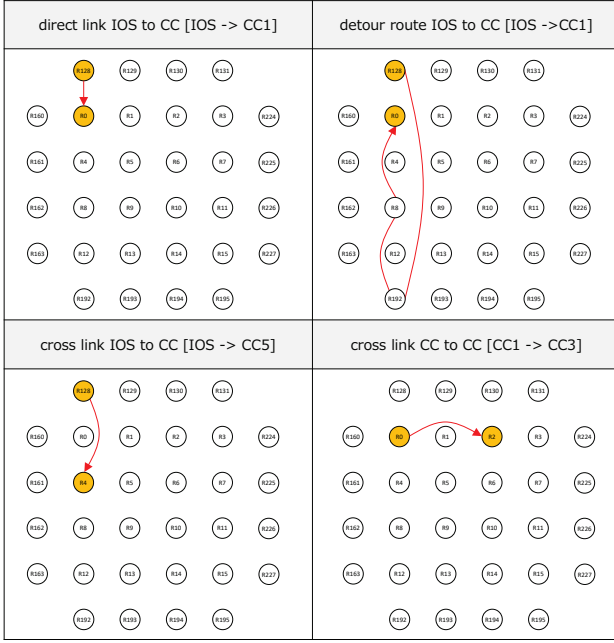 direct link IOS to CC [IOS -> CC1]
detour route IOS to CC [IOS ->CC1]
R128 R129 R130 R131
R160 R0 R1 R2 R3 R224
R161 R4 R5 R6 R7 R225
R162 R8 R9 R10 R11 R226
R163 R12 R13 R14 R15 R227
R192 R193 R194 R195
R128 R129 R130 R131
R160 R0 R1 R2 R3 R224
R161 R4 R5 R6 R7 R225
R162 R8 R9 R10 R11 R226
R163 R12 R13 R14 R15 R227
R192 R193 R194 R195
cross link IOS to CC [IOS -> CC5]
cross link CC to CC [CC1 -> CC3]
R128 R129 R130 R131
R160 R0 R1 R2 R3 R224
R161 R4 R5 R6 R7 R225
R162 R8 R9 R10 R11 R226
R163 R12 R13 R14 R15 R227
R192 R193 R194 R195
R128 R129 R130 R131
R160 R0 R1 R2 R3 R224
R161 R4 R5 R6 R7 R225
R162 R8 R9 R10 R11 R226
R163 R12 R13 R14 R15 R227
R192 R193 R194 R195